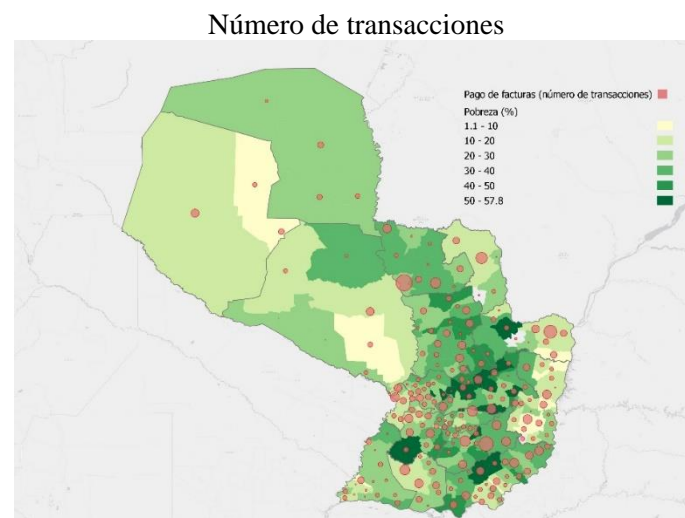 Número de transacciones
Pago de facturas (número de transacciones)
Pobreza (%)
1.1 - 10
10 - 20
20 - 30
30 - 40
40 - 50
50 - 57.8